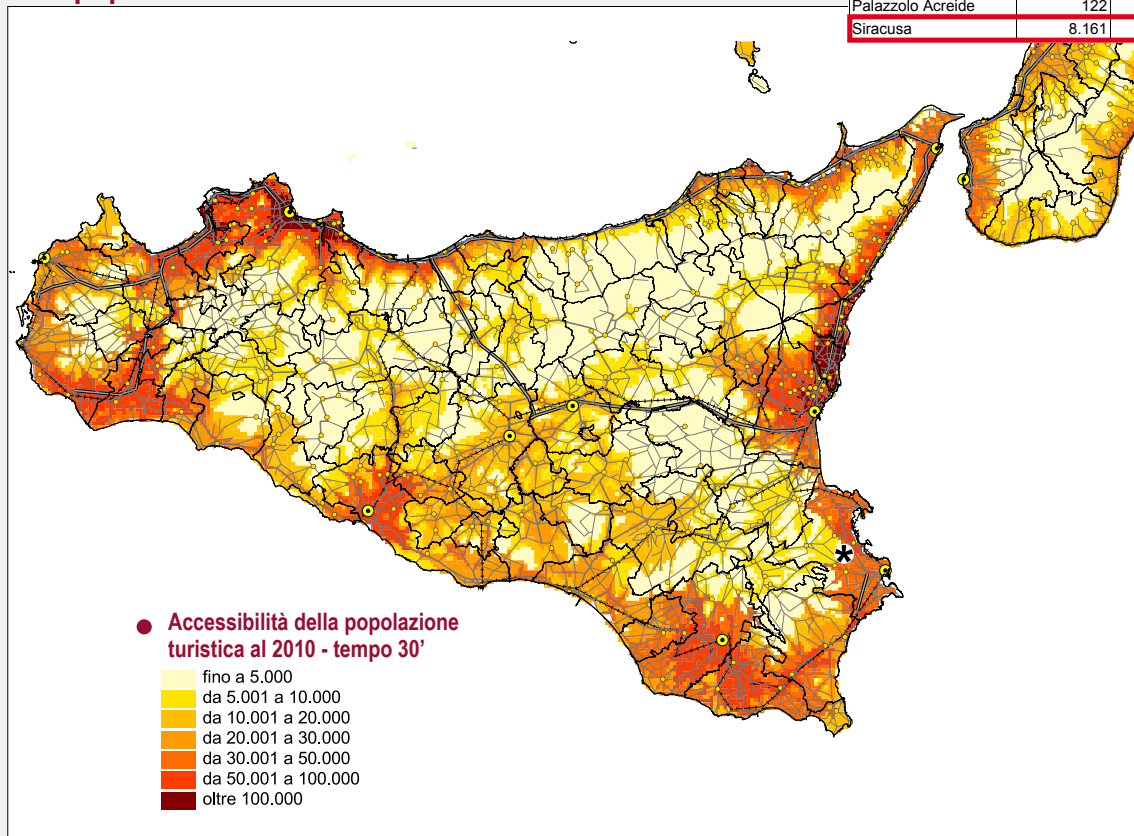 Palazzolo Acreide 122
Siracusa 8.161
*
Accessibilità della popolazione
turistica al 2010 - tempo 30’
fino a 5.000
da 5.001 a 10.000
da 10.001 a 20.000
da 20.001 a 30.000
da 30.001 a 50.000
da 50.001 a 100.000
oltre 100.000